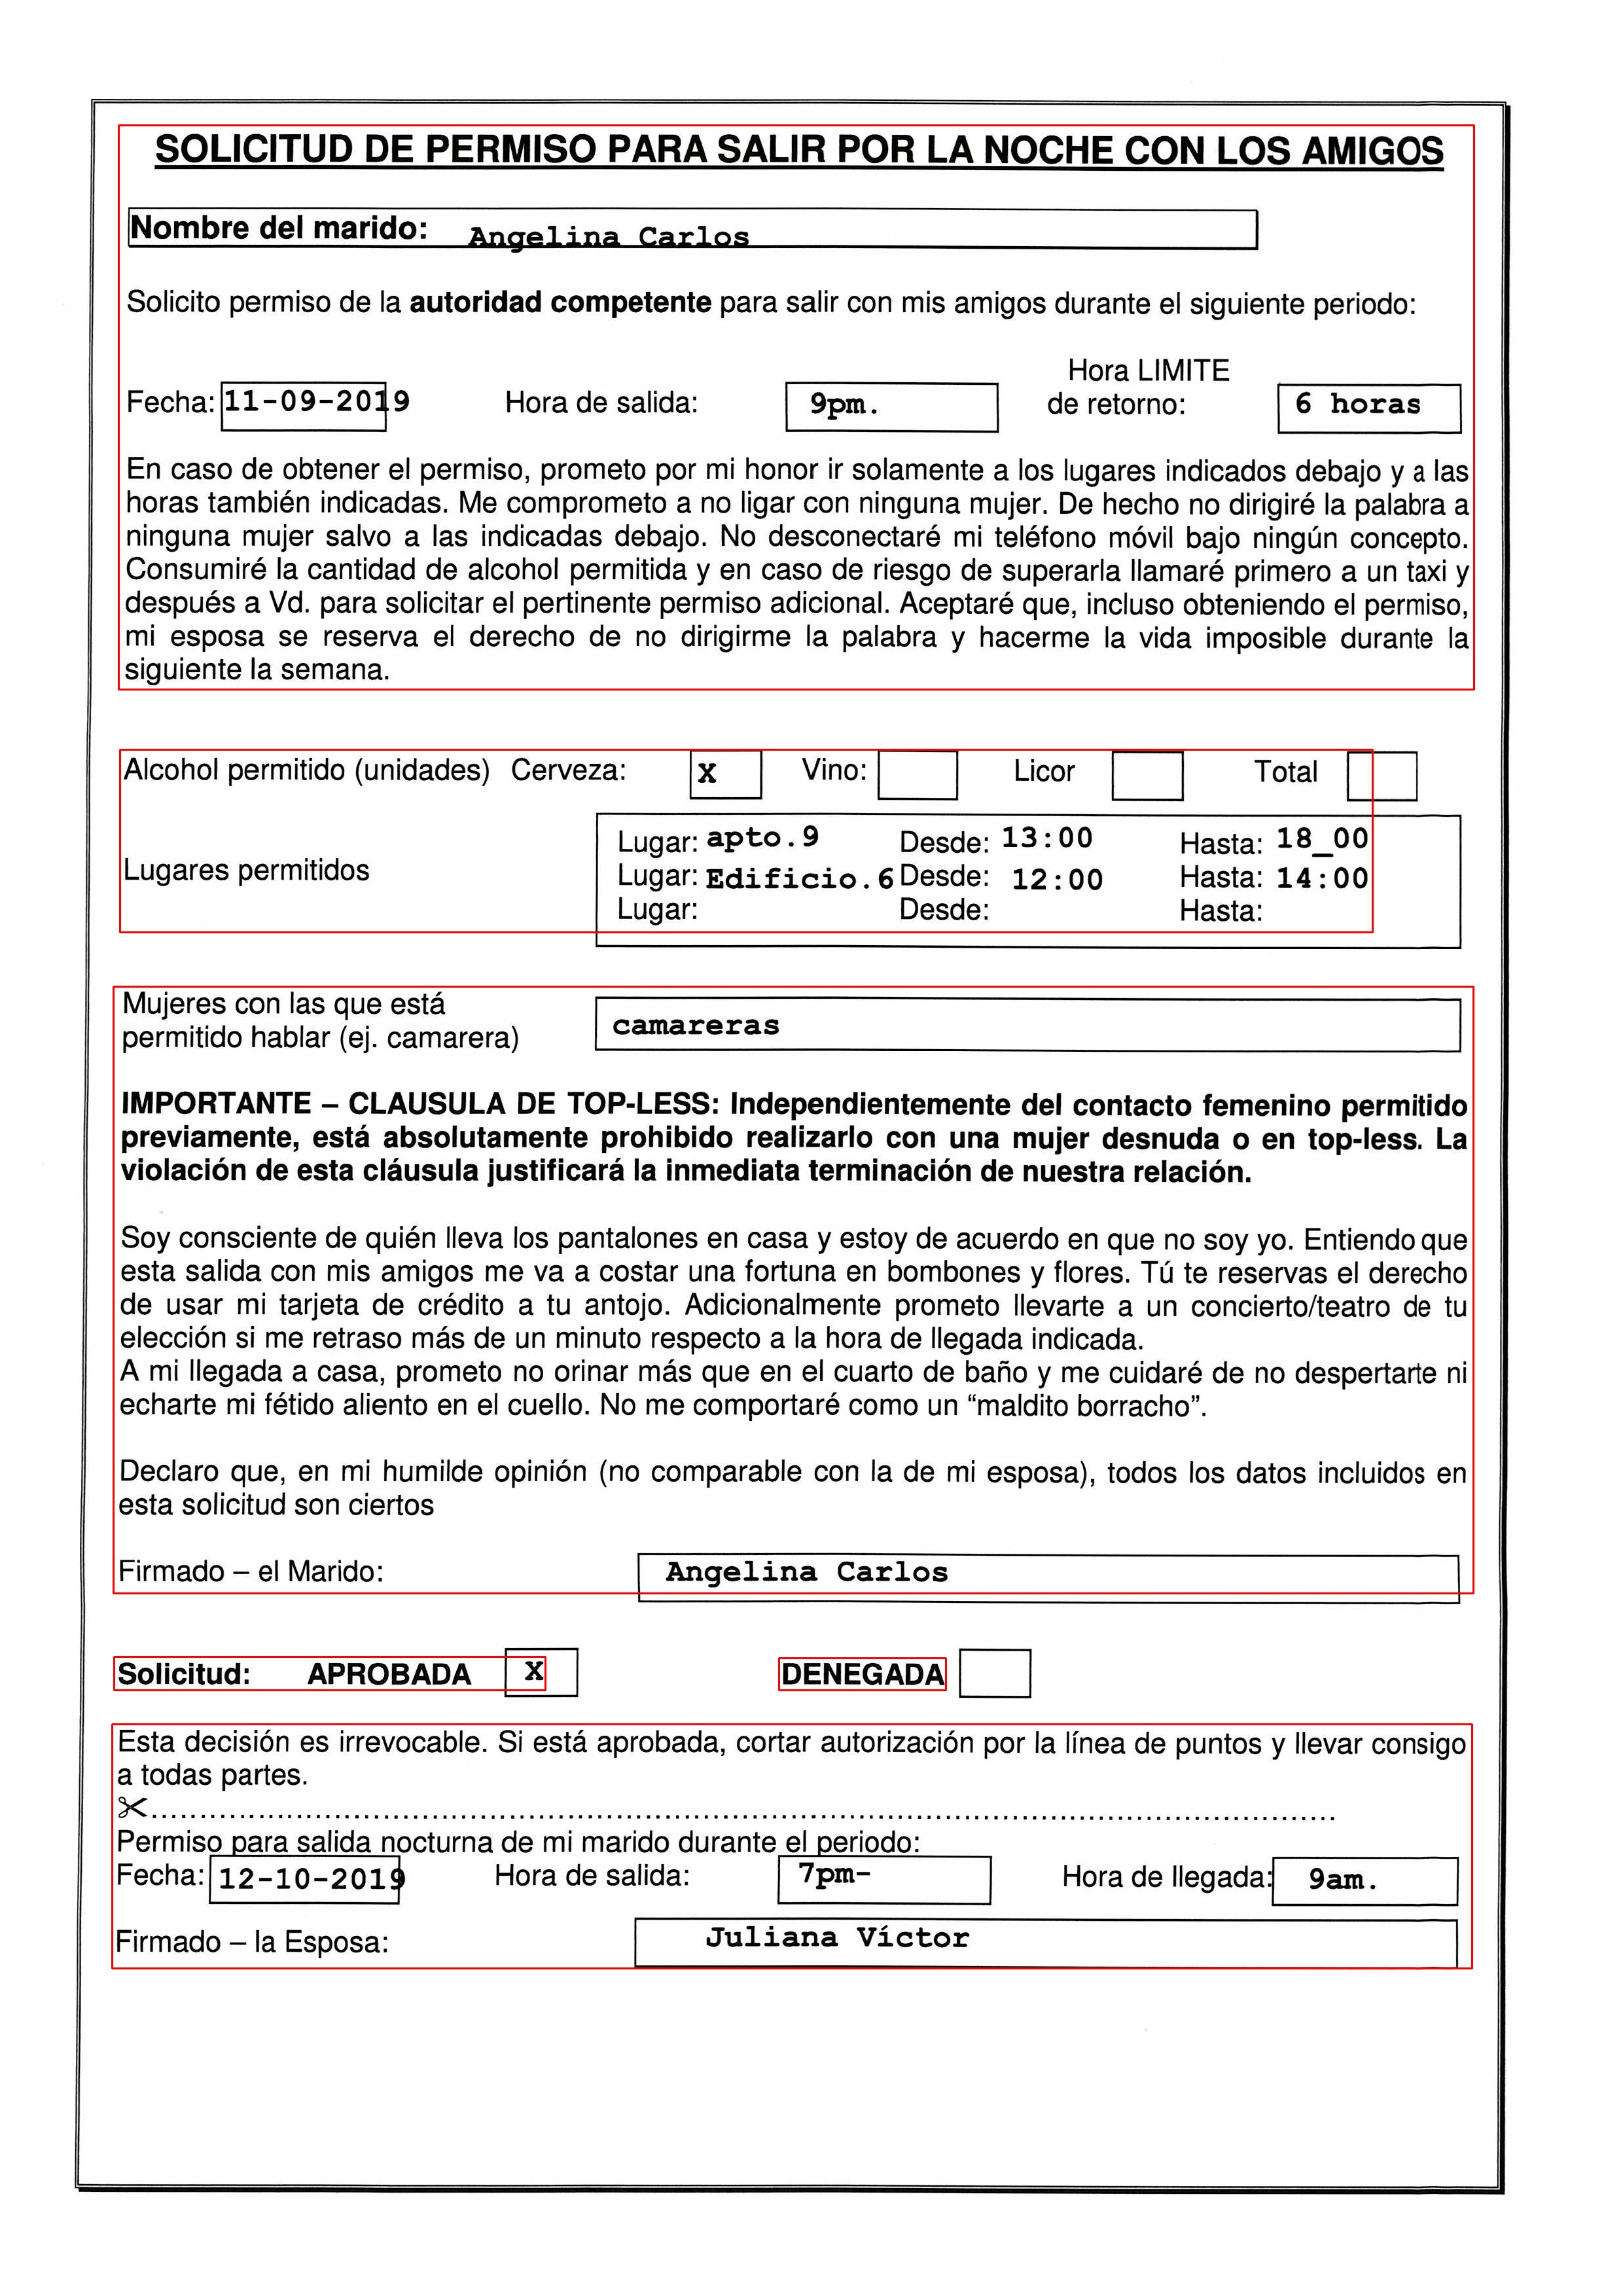 SOLICITUD DE PERMISO PARA SALIR POR LA NOCHE CON LOS AMIGOS
Nombre del marido: Angelina Carlos
Solicito permiso de la autoridad competente para salir con mis amigos durante el siguiente periodo:
Hora LIMITE
Fecha: 11-09-2019 Hora de salida: 9pm. de retorno: 6 horas
En caso de obtener el permiso, prometo por mi honor ir solamente a los lugares indicados debajo y a las
horas también indicadas. Me comprometo a no ligar con ninguna mujer. De hecho no dirigiré la palabra a
ninguna mujer salvo a las indicadas debajo. No desconectaré mi teléfono móvil bajo ningún concepto.
Consumiré la cantidad de alcohol permitida y en caso de riesgo de superarla llamaré primero a un taxi y
después a Vd. para solicitar el pertinente permiso adicional. Aceptaré que, incluso obteniendo el permiso,
mi esposa se reserva el derecho de no dirigirme la palabra y hacerme la vida imposible durante la
siguiente la semana.
Alcohol permitido (unidades) Cerveza: X Vino: Licor Total
Lugar: apto.9 Desde: 13:00 Hasta: 18_00
Lugares permitidos Lugar: Edificio.6 Desde: 12:00 Hasta: 14:00
Lugar: Desde: Hasta:
Mujeres con las que está
permitido hablar (ej. camarera) camareras
IMPORTANTE – CLAUSULA DE TOP-LESS: Independientemente del contacto femenino permitido
previamente, está absolutamente prohibido realizarlo con una mujer desnuda o en top-less. La
violación de esta cláusula justificará la inmediata terminación de nuestra relación.
Soy consciente de quién lleva los pantalones en casa y estoy de acuerdo en que no soy yo. Entiendo que
esta salida con mis amigos me va a costar una fortuna en bombones y flores. Tú te reservas el derecho
de usar mi tarjeta de crédito a tu antojo. Adicionalmente prometo llevarte a un concierto/teatro de tu
elección si me retraso más de un minuto respecto a la hora de llegada indicada.
A mi llegada a casa, prometo no orinar más que en el cuarto de baño y me cuidaré de no despertarte ni
echarte mi fétido aliento en el cuello. No me comportaré como un “maldito borracho”.
Declaro que, en mi humilde opinión (no comparable con la de mi esposa), todos los datos incluidos en
esta solicitud son ciertos
Firmado – el Marido: Angelina Carlos
Solicitud: APROBADA X DENEGADA
Esta decisión es irrevocable. Si está aprobada, cortar autorización por la línea de puntos y llevar consigo
a todas partes.
Permiso para salida nocturna de mi marido durante el periodo:
Fecha: 12-10-2019 Hora de salida: 7pm- Hora de llegada: 9am.
Firmado – la Esposa: Juliana Víctor